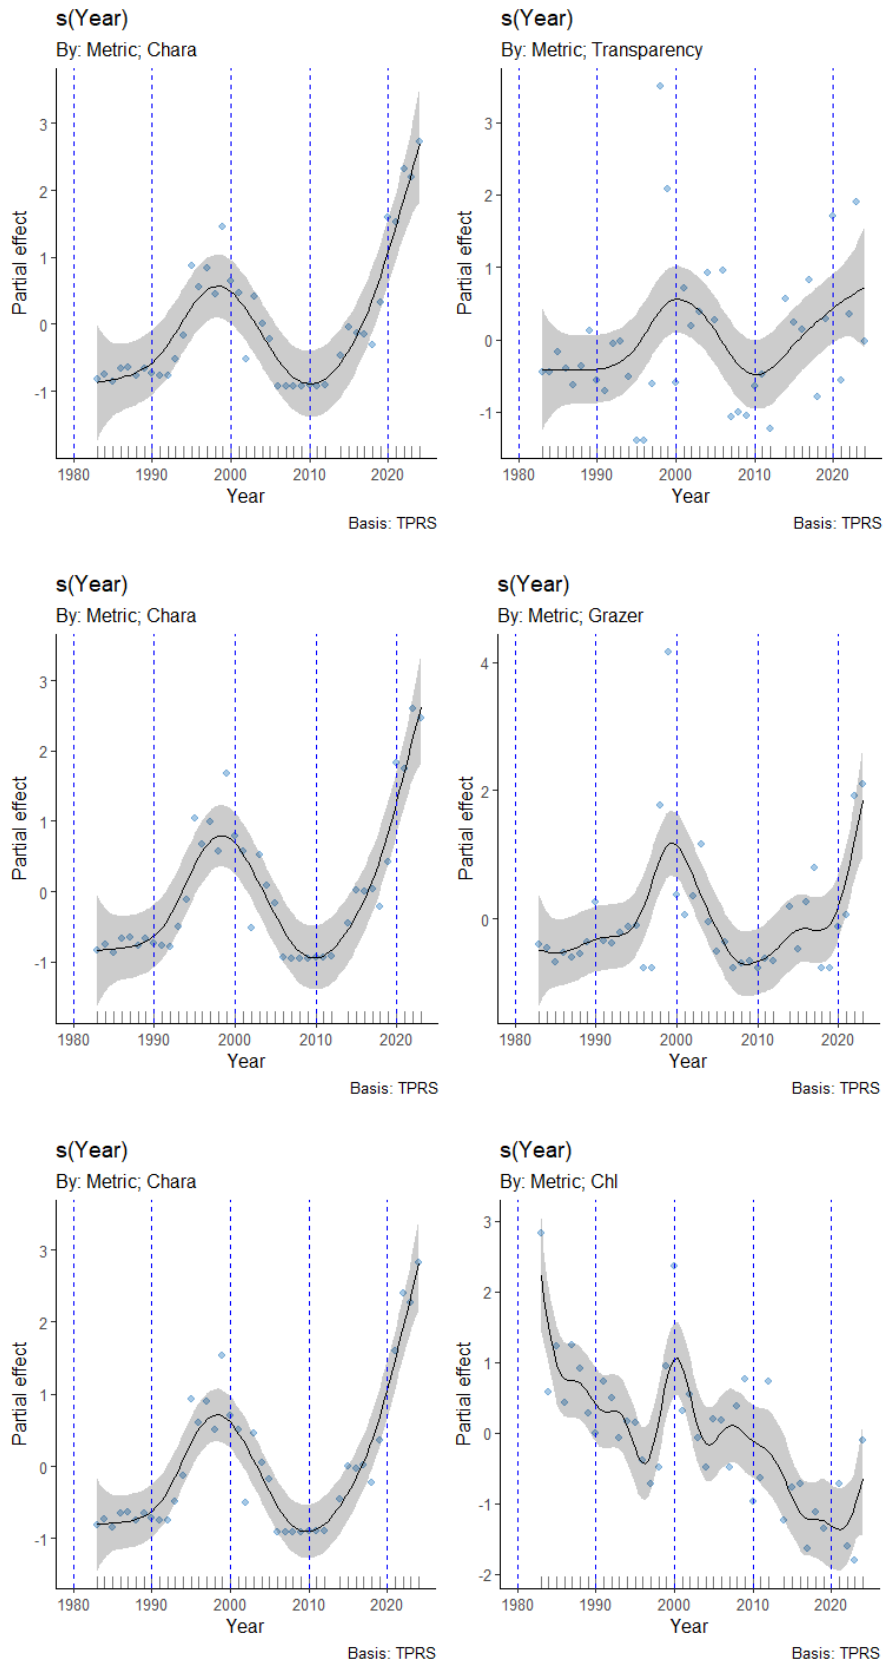 s(Year)
By: Metric; Chara
Partial effect
3
2
1
0
-1
1980 1990 2000 2010 2020
Year
Basis: TPRS
s(Year)
By: Metric; Transparency
Partial effect
3
2
1
0
-1
1980 1990 2000 2010 2020
Year
Basis: TPRS
s(Year)
By: Metric; Chara
Partial effect
3
2
1
0
-1
1980 1990 2000 2010 2020
Year
Basis: TPRS
s(Year)
By: Metric; Grazer
Partial effect
4
2
0
1980 1990 2000 2010 2020
Year
Basis: TPRS
s(Year)
By: Metric; Chara
Partial effect
3
2
1
0
-1
1980 1990 2000 2010 2020
Year
Basis: TPRS
s(Year)
By: Metric; Chl
Partial effect
3
2
1
0
-1
-2
1980 1990 2000 2010 2020
Year
Basis: TPRS